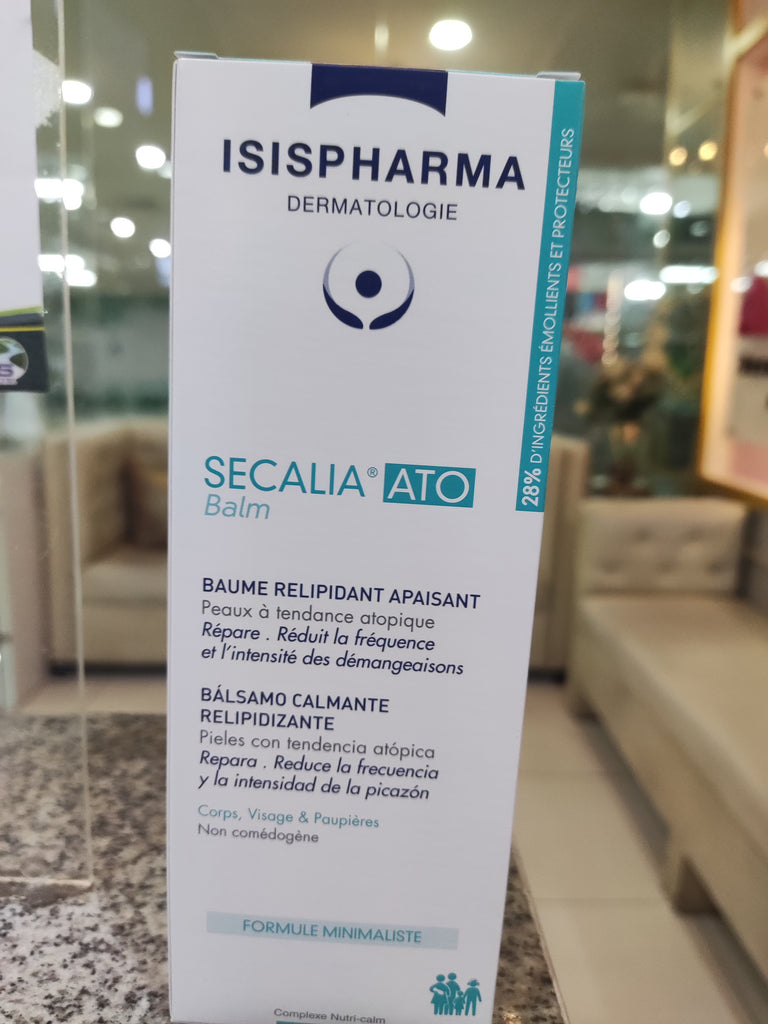 ISISPHARMA
DERMATOLOGIE
28% D'INGRÉDIENTS ÉMOLLIENTS ET PROTECTEURS
SECALIA® ATO
Balm
BAUME RELIPIDANT APAISANT
Peaux à tendance atopique
Répare . Réduit la fréquence
et l'intensité des démangeaisons
BÁLSAMO CALMANTE
RELIPIDIZANTE
Pieles con tendencia atópica
Repara . Reduce la frecuencia
y la intensidad de la picazón
Corps, Visage & Paupières
Non comédogène
FORMULE MINIMALISTE
Complexe Nutri-calm